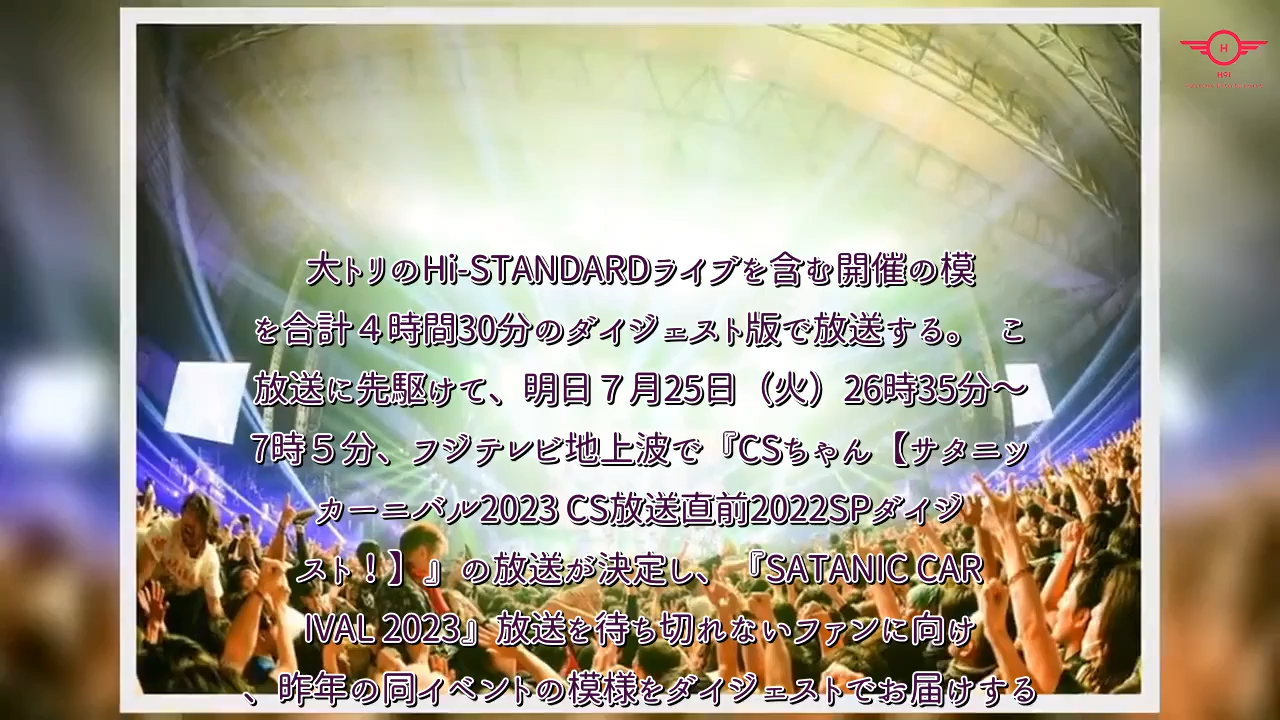 H
H2I
大トリのHi-STANDARDライブを含む開催の模
を合計４時間30分のダイジェスト版で放送する。 こ
放送に先駆けて、明日７月25日（火）26時35分〜
7時５分、フジテレビ地上波で『CSちゃん【サタニッ
カーニバル2023 CS放送直前2022SPダイジ
スト！】』の放送が決定し、『SATANIC CAR
IVAL 2023』放送を待ち切れないファンに向け
、昨年の同イベントの模様をダイジェストでお届けする